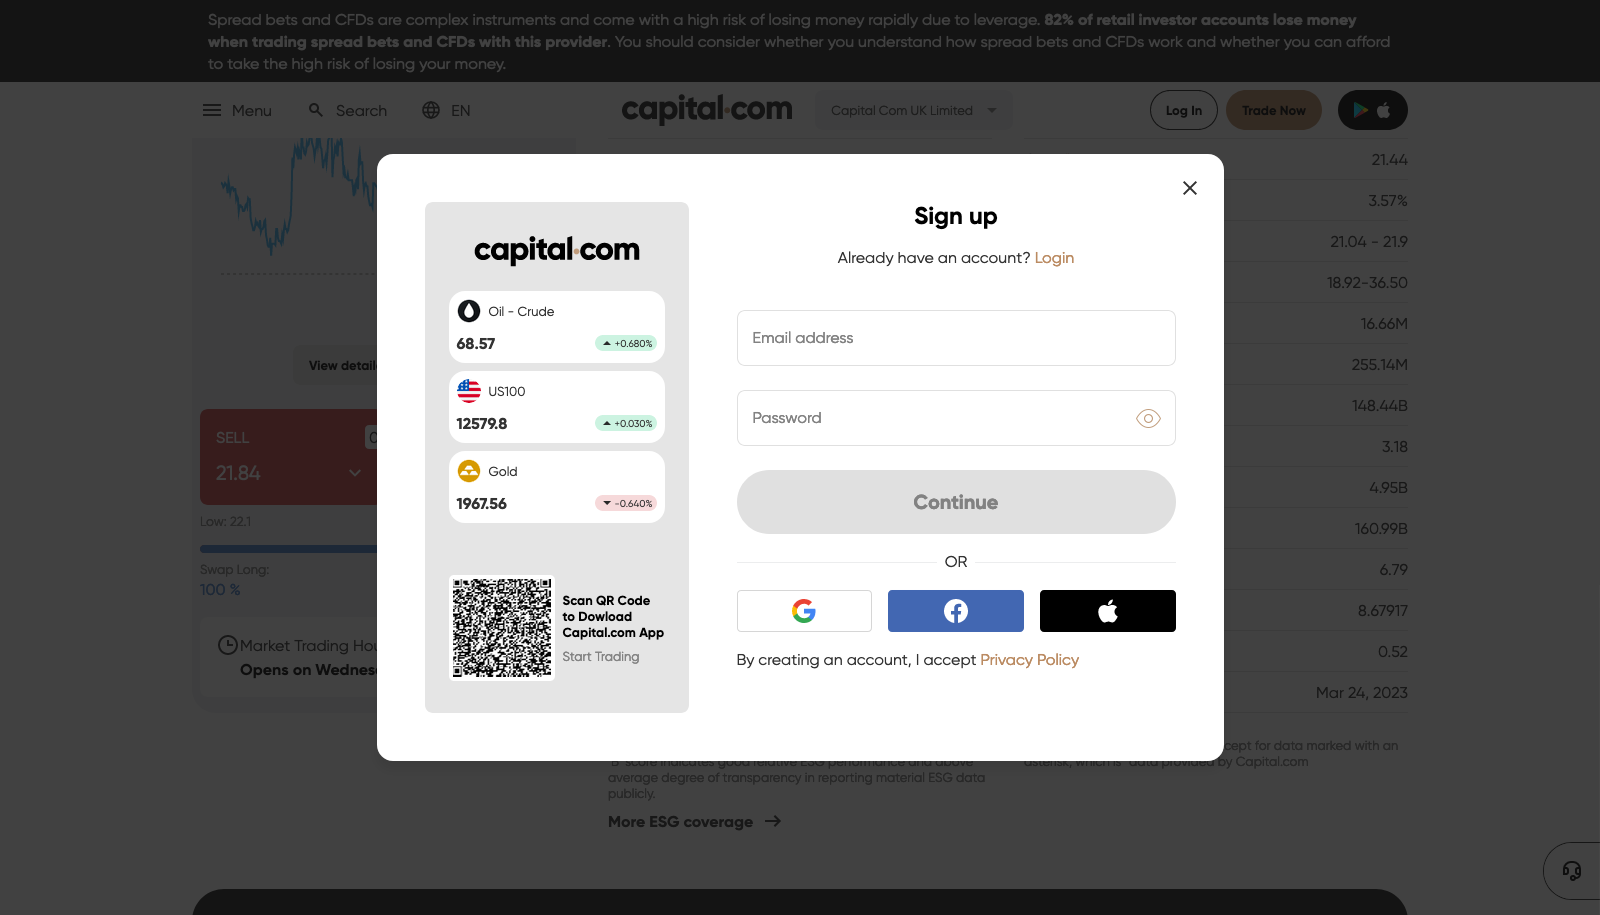 Spread bets and CFDs are complex instruments and come with a high risk of losing money rapidly due to leverage. 82% of retail investor accounts lose money
when trading spread bets and CFDs with this provider. You should consider whether you understand how spread bets and CFDs work and whether you can afford
to take the high risk of losing your money.
Menu
Search
EN
capital.com
Capital Com UK Limited
Log In
Trade Now
View
SELL
21.84
Low: 22.1
Swap Long:
100 %
Market Trading
Opens on
capital.com
Oil - Crude
68.57
+0.680%
US100
12579.8
+0.030%
Gold
1967.56
-0.640%
Scan QR Code
to Dowload
Capital.com App
Start Trading
Sign up
Already have an account? Login
Email address
Password
Continue
OR
By creating an account, I accept Privacy Policy
21.44
3.57%
21.04 - 21.9
18.92-36.50
16.66M
255.14M
148.44B
3.18
4.95B
160.99B
6.79
8.67917
0.52
Mar 24, 2023
'B' score indicates good relative ESG performance and above
average degree of transparency in reporting material ESG data
publicly.
More ESG coverage
for data marked with an
asterisk, which is data provided by Capital.com